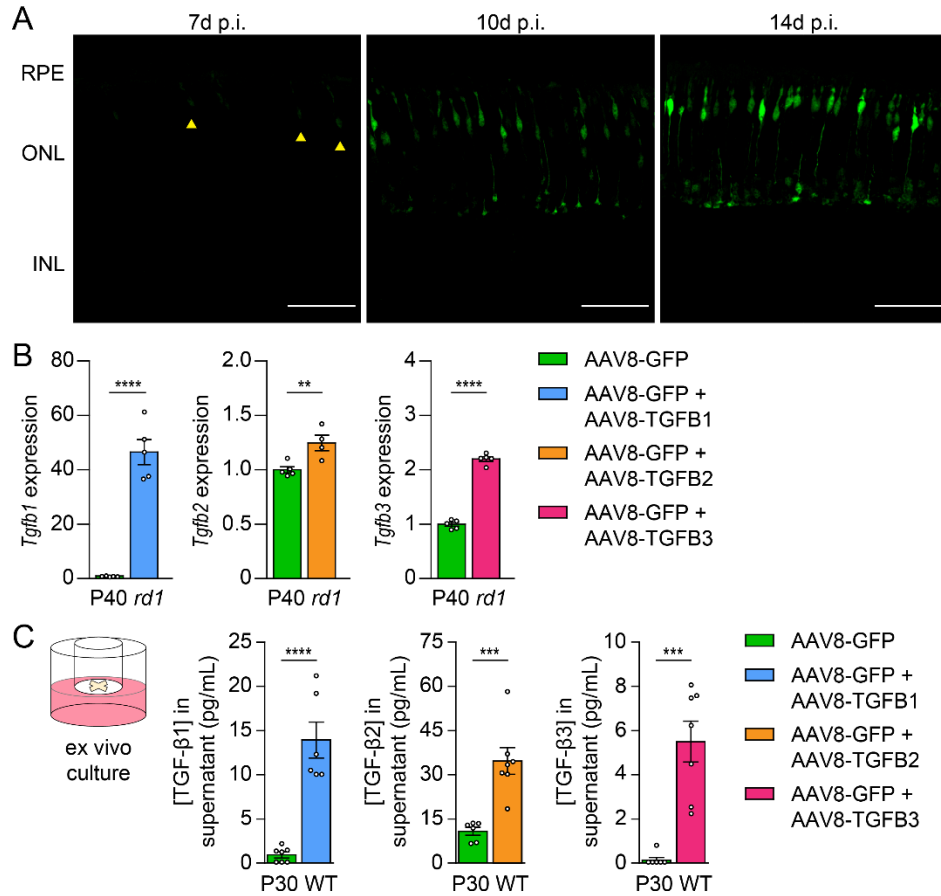 A
7d p.i.
10d p.i.
14d p.i.
RPE
ONL
INL
B
Tgfb1 expression
80
60
40
20
0
****
P40 rd1
Tgfb2 expression
2.0
1.5
1.0
0.5
0.0
**
P40 rd1
Tgfb3 expression
4
3
2
1
0
****
P40 rd1
AAV8-GFP
AAV8-GFP +
AAV8-TGFB1
AAV8-GFP +
AAV8-TGFB2
AAV8-GFP +
AAV8-TGFB3
C
ex vivo
culture
[TGF-β1] in
supernatant (pg/mL)
25
20
15
10
5
0
****
P30 WT
[TGF-β2] in
supernatant (pg/mL)
75
60
45
30
15
0
***
P30 WT
[TGF-β3] in
supernatant (pg/mL)
10
8
6
4
2
0
***
P30 WT
AAV8-GFP
AAV8-GFP +
AAV8-TGFB1
AAV8-GFP +
AAV8-TGFB2
AAV8-GFP +
AAV8-TGFB3